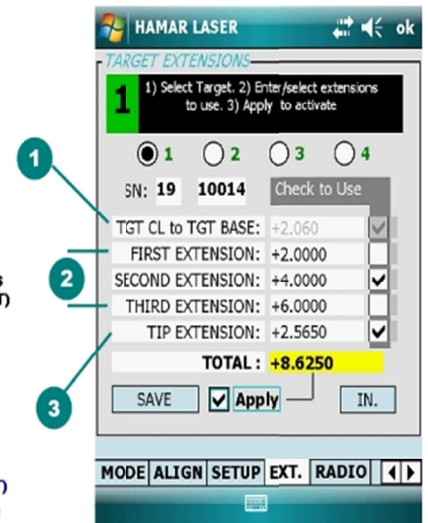 HAMAR LASER ok
TARGET EXTENSIONS
1
1) Select Target. 2) Enter/select extensions
to use. 3) Apply to activate
1 2 3 4
SN: 19 10014 Check to Use
TGT CL to TGT BASE: +2.060
FIRST EXTENSION: +2.0000
SECOND EXTENSION: +4.0000
THIRD EXTENSION: +6.0000
TIP EXTENSION: +2.5650
TOTAL : +8.6250
SAVE Apply IN.
MODE ALIGN SETUP EXT. RADIO
1
2
3